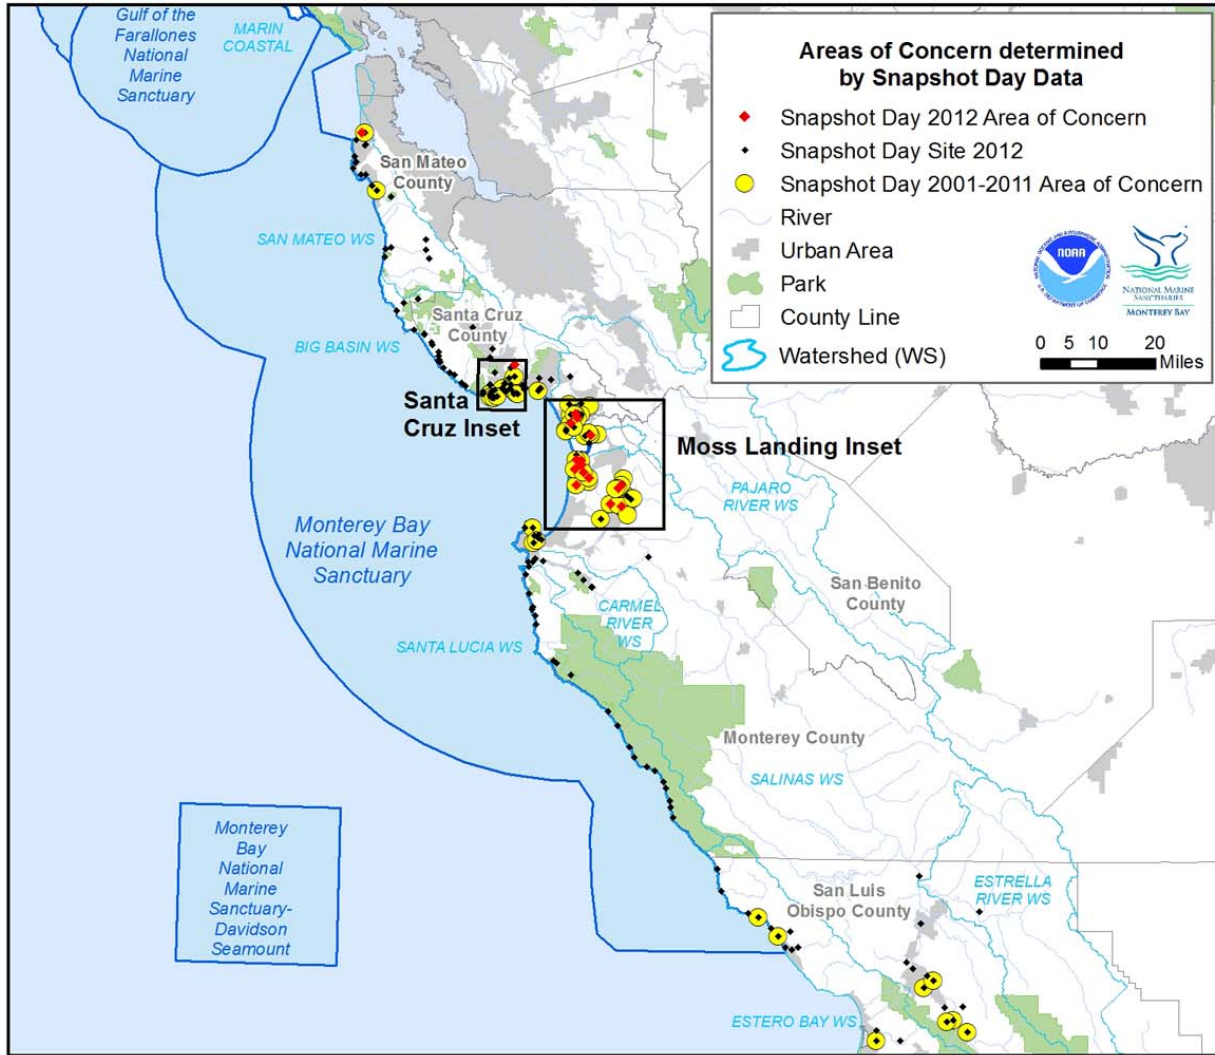 Gulf of the
Farallones
National
Marine
Sanctuary
MARIN
COASTAL
Areas of Concern determined
by Snapshot Day Data
Snapshot Day 2012 Area of Concern
Snapshot Day Site 2012
Snapshot Day 2001-2011 Area of Concern
River
Urban Area
Park
County Line
Watershed (WS)
NOAA
NATIONAL MARINE
SANCTUARIES
MONTEREY BAY
0 5 10 20
Miles
San Mateo
County
SAN MATEO WS
Santa Cruz
County
BIG BASIN WS
Santa
Cruz Inset
Moss Landing Inset
PAJARO
RIVER WS
Monterey Bay
National Marine
Sanctuary
San Benito
County
CARMEL
RIVER
WS
SANTA LUCIA WS
Monterey County
SALINAS WS
Monterey
Bay
National
Marine
Sanctuary-
Davidson
Seamount
San Luis
Obispo County
ESTRELLA
RIVER WS
ESTERO BAY WS